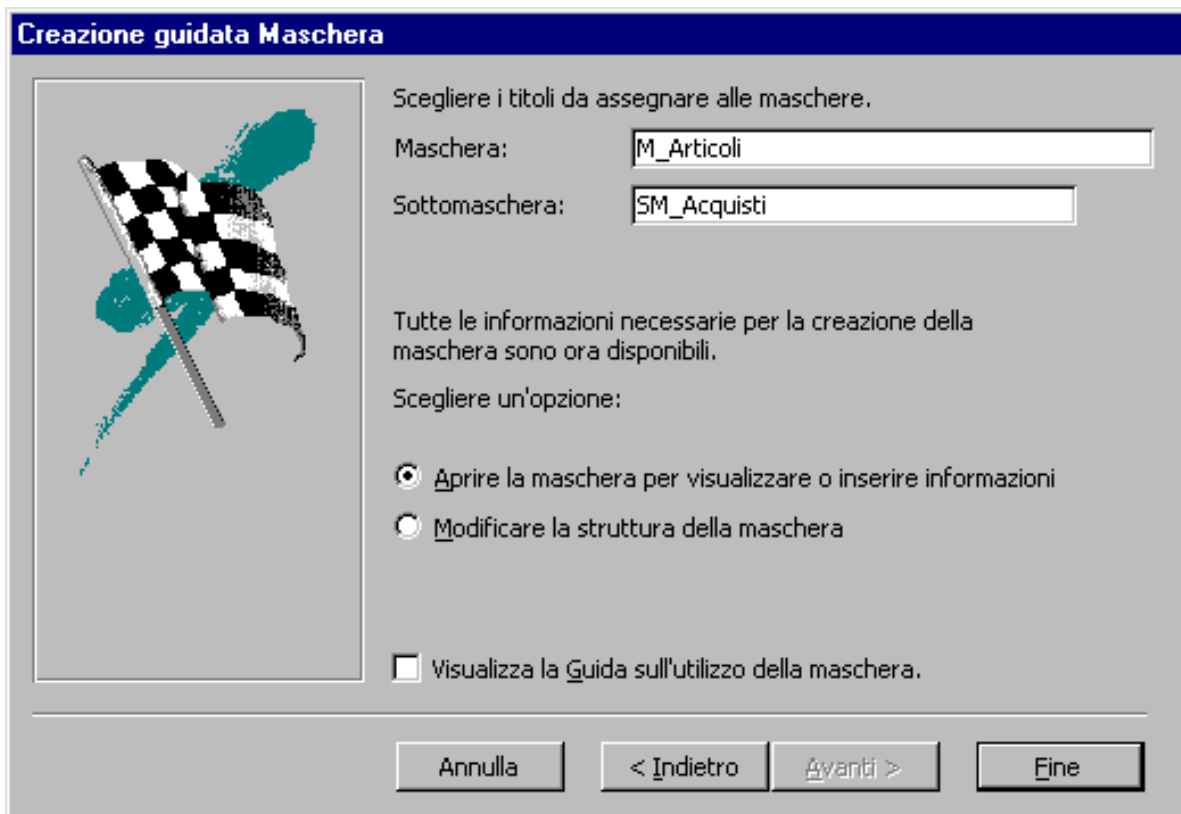 Creazione guidata Maschera
Scegliere i titoli da assegnare alle maschere.
Maschera: M_Articoli
Sottomaschera: SM_Acquisti
Tutte le informazioni necessarie per la creazione della
maschera sono ora disponibili.
Scegliere un'opzione:
Aprire la maschera per visualizzare o inserire informazioni
Modificare la struttura della maschera
Visualizza la Guida sull'utilizzo della maschera.
Annulla < Indietro Avanti > Fine